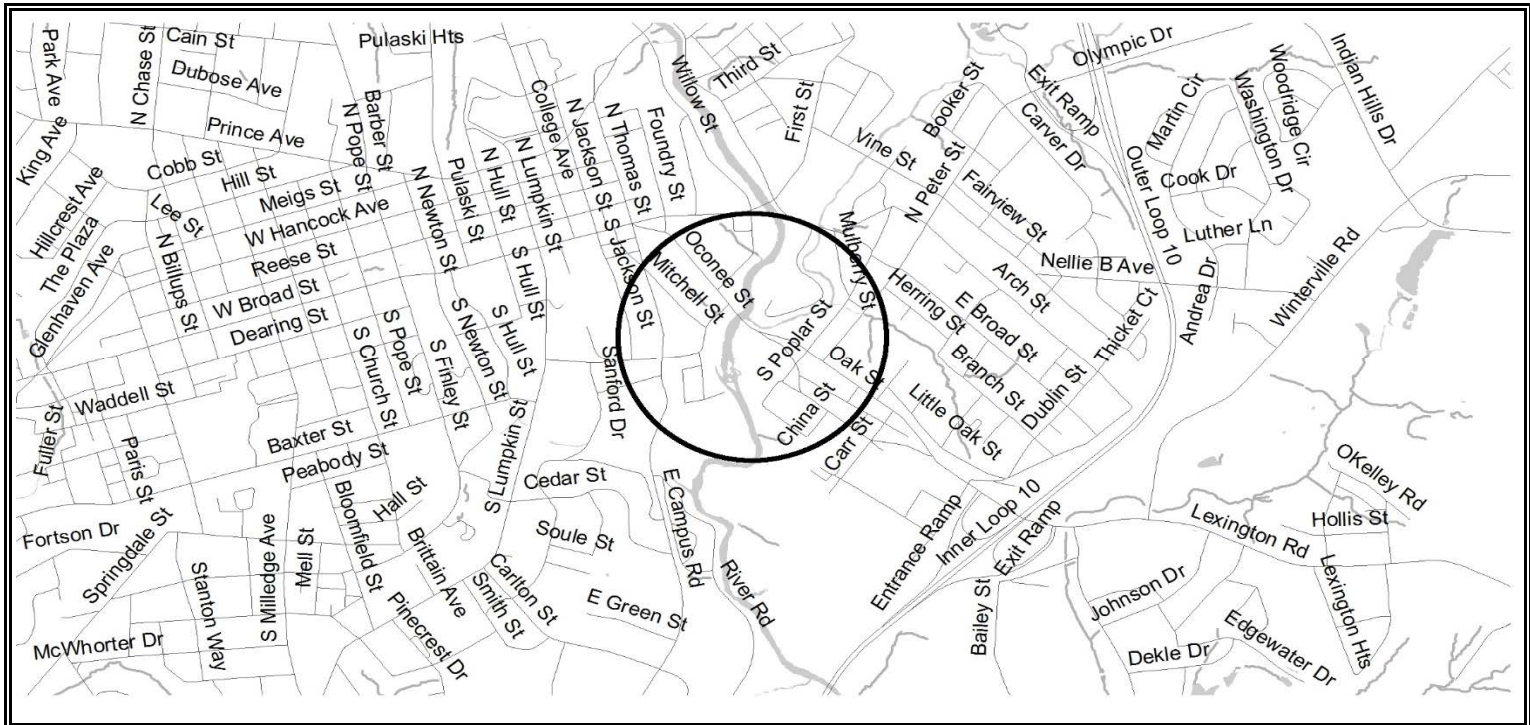 Park Ave
N Chase St
Cain St
Dubose Ave
Pulaski Hts
Prince Ave
N Pope St
Barber St
College Ave
N Jackson St
N Thomas St
Foundry St
Willow St
Third St
First St
Booker St
Vine St
N Peter St
Carver Dr
Exit Ramp
Olympic Dr
Martin Cir
Woodridge Cir
Washington Dr
Indian Hills Dr
King Ave
Hillcrest Ave
The Plaza
Glenhaven Ave
Cobb St
Hill St
Lee St
Meigs St
W Hancock Ave
Reese St
W Broad St
Dearing St
N Billups St
N Newton St
Pulaski St
N Hull St
N Lumpkin St
S Hull St
S Jackson St
Oconee St
Mitchell St
Mulberry St
S Poplar St
Oak St
China St
Carr St
Fairview St
Outer Loop 10
Cook Dr
Luther Ln
Nellie B Ave
Arch St
Herring St
E Broad St
Branch St
Dublin St
Thicket Ct
Andrea Dr
Winterville Rd
Little Oak St
Waddell St
Fuller St
Paris St
S Church St
S Pope St
S Finley St
S Newton St
S Hull St
Sanford Dr
Baxter St
Peabody St
S Lumpkin St
Cedar St
E Campus Rd
Fortson Dr
Springdale St
Stanton Way
S Milledge Ave
Mell St
Bloomfield St
Hall St
Brittain Ave
Soule St
Carlton St
Smith St
E Green St
River Rd
Pinecrest Dr
McWhorter Dr
Entrance Ramp
Inner Loop 10
Exit Ramp
Bailey St
Lexington Rd
OKelley Rd
Hollis St
Johnson Dr
Dekle Dr
Edgewater Dr
Lexington Hts